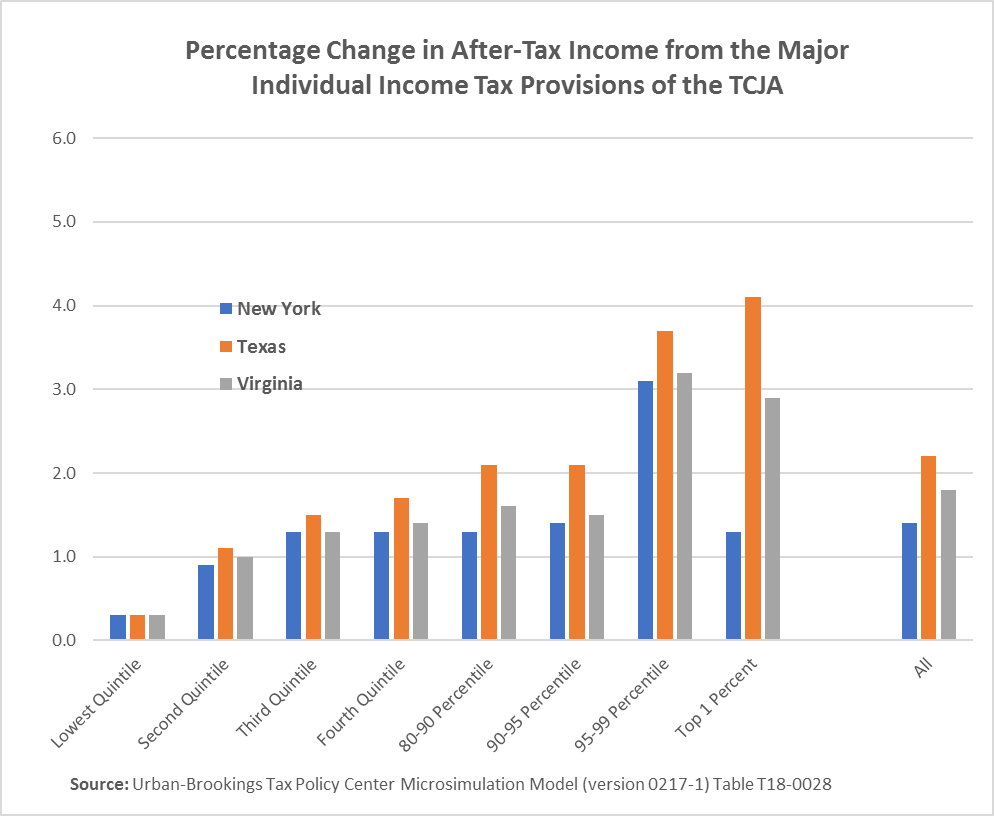 Percentage Change in After-Tax Income from the Major
Individual Income Tax Provisions of the TCJA
6.0
5.0
4.0
3.0
2.0
1.0
0.0
New York
Texas
Virginia
Lowest Quintile
Second Quintile
Third Quintile
Fourth Quintile
80-90 Percentile
90-95 Percentile
95-99 Percentile
Top 1 Percent
All
Source: Urban-Brookings Tax Policy Center Microsimulation Model (version 0217-1) Table T18-0028